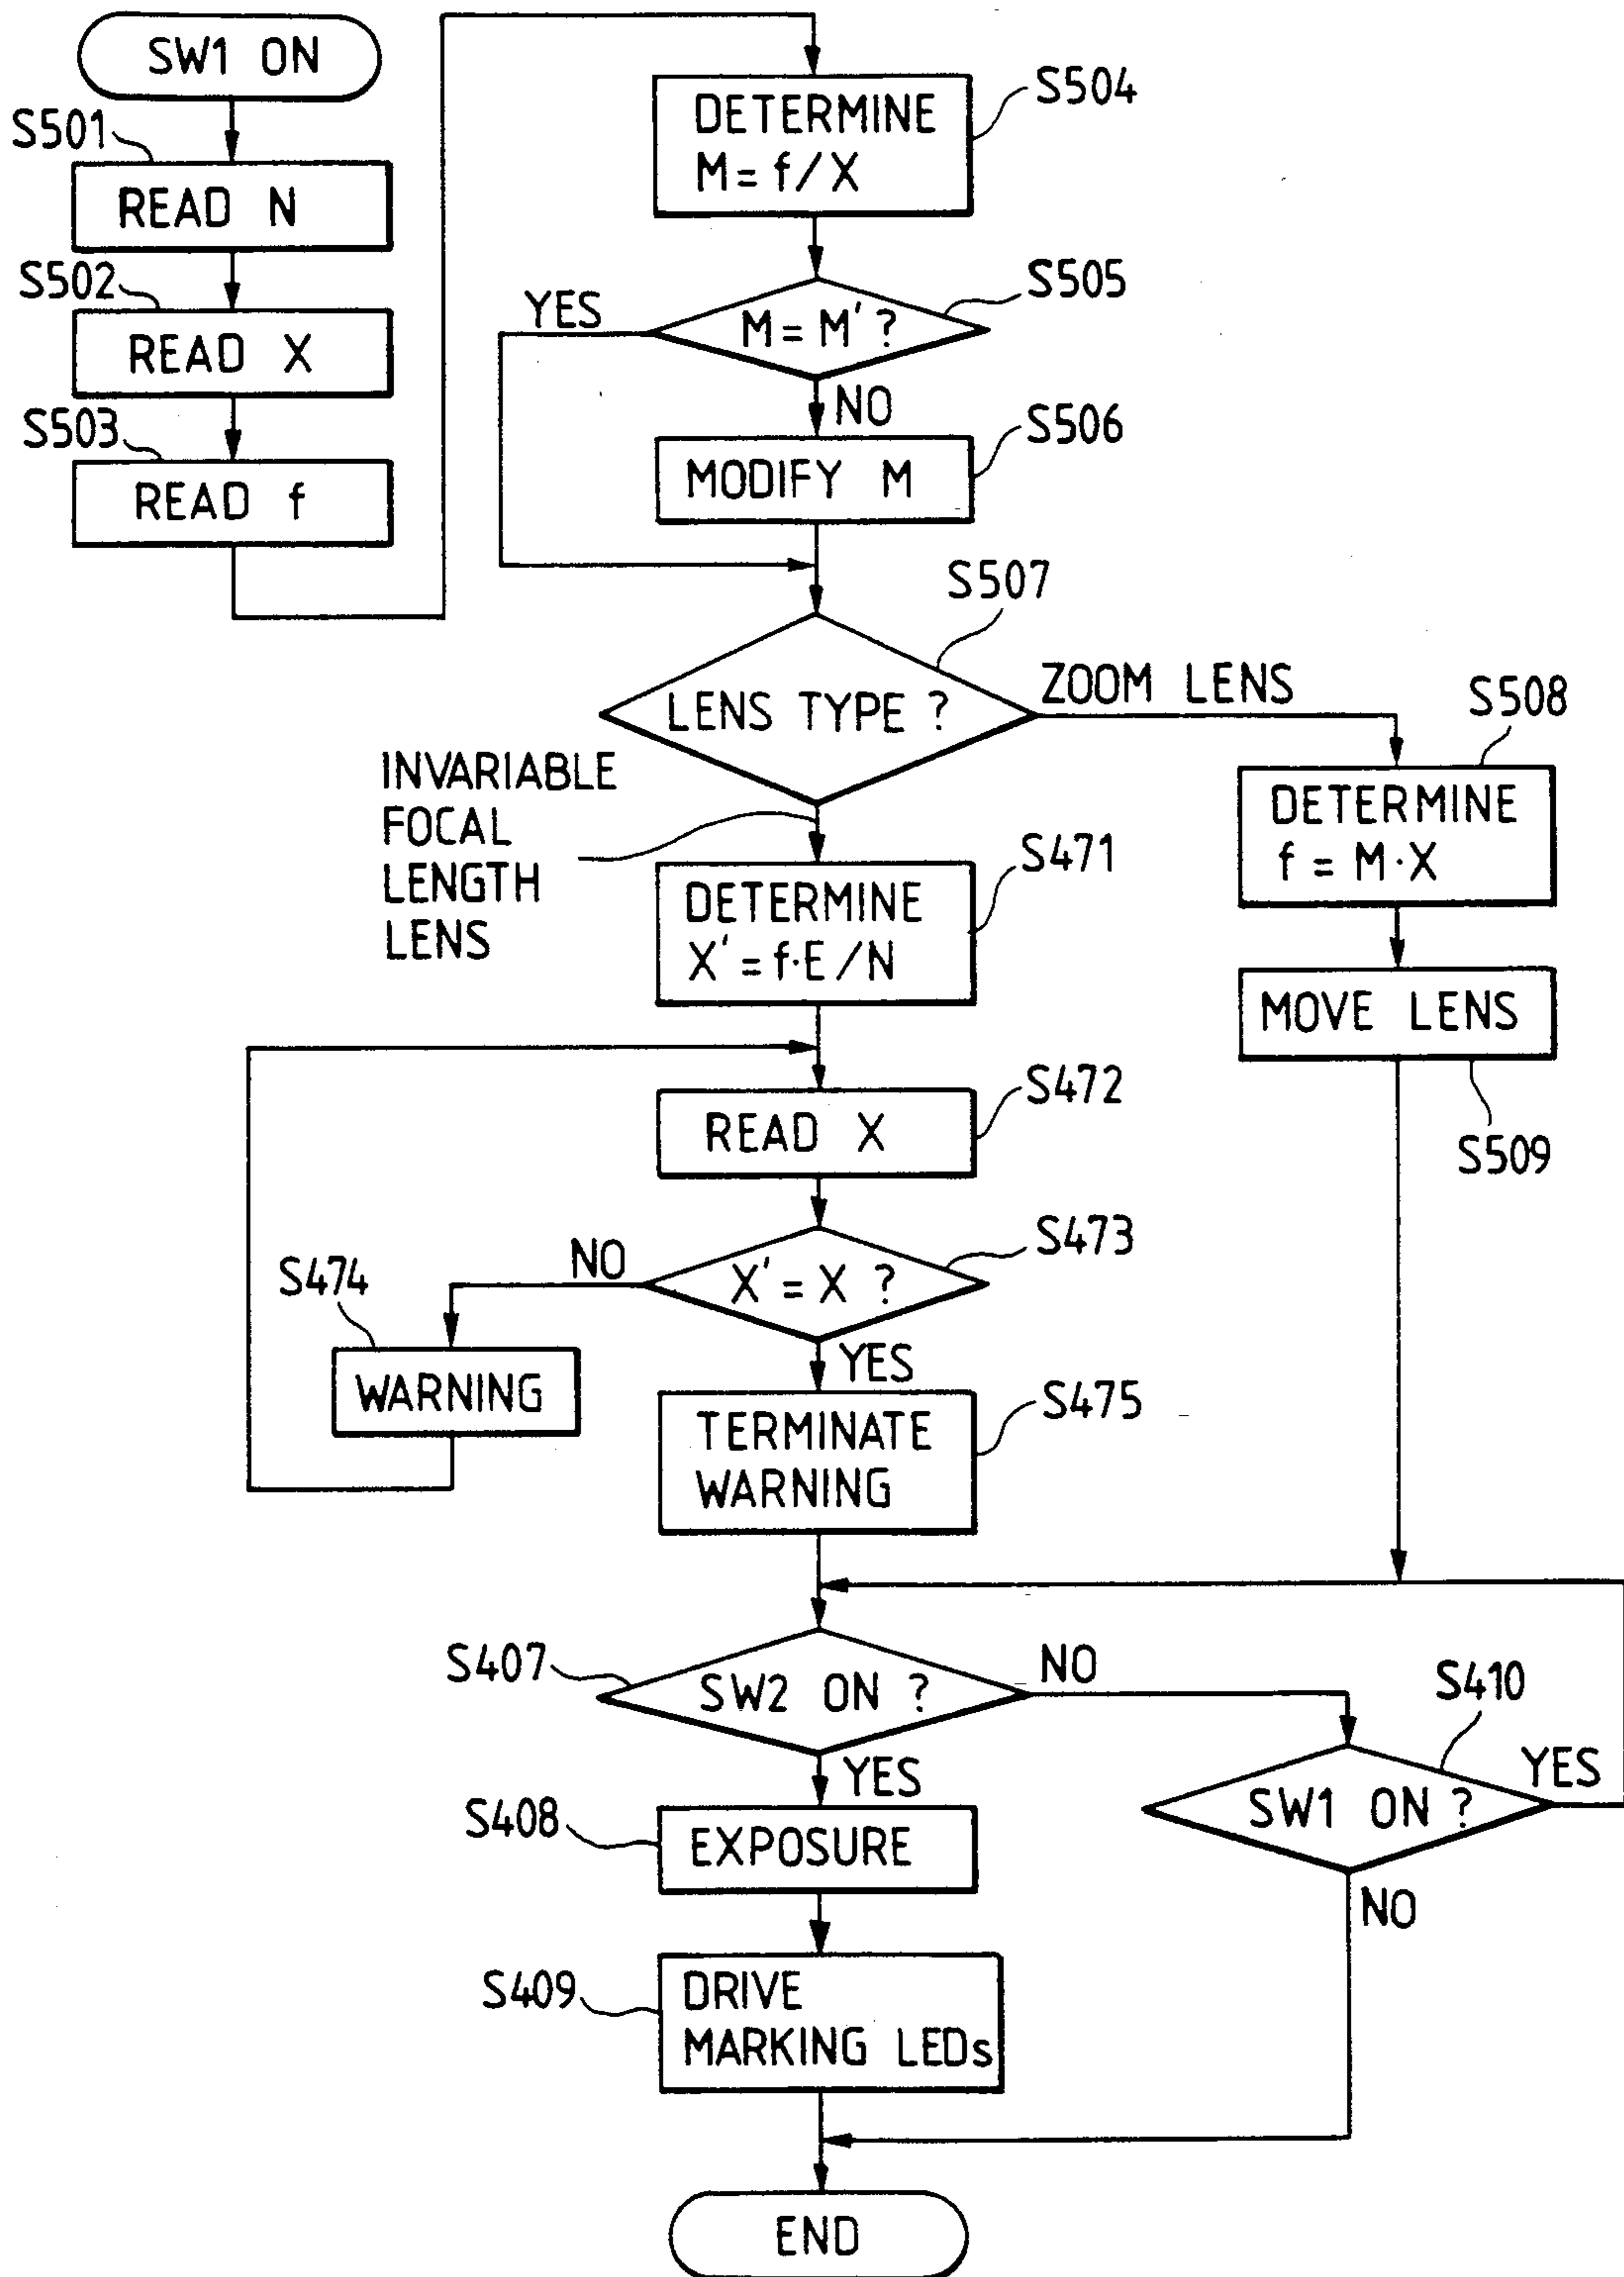 SW1 ON
S501
READ N
S502
READ X
S503
READ f
S504
DETERMINE
M = f / X
S505
YES
M = M' ?
NO
S506
MODIFY M
S507
LENS TYPE ?
ZOOM LENS
INVARIABLE
FOCAL
LENGTH
LENS
S508
DETERMINE
f = M·X
MOVE LENS
S509
S471
DETERMINE
X' = f·E / N
S472
READ X
S473
NO
X' = X ?
YES
S474
WARNING
S475
TERMINATE
WARNING
S407
SW2 ON ?
NO
YES
S410
SW1 ON ?
YES
NO
S408
EXPOSURE
S409
DRIVE
MARKING LEDs
END